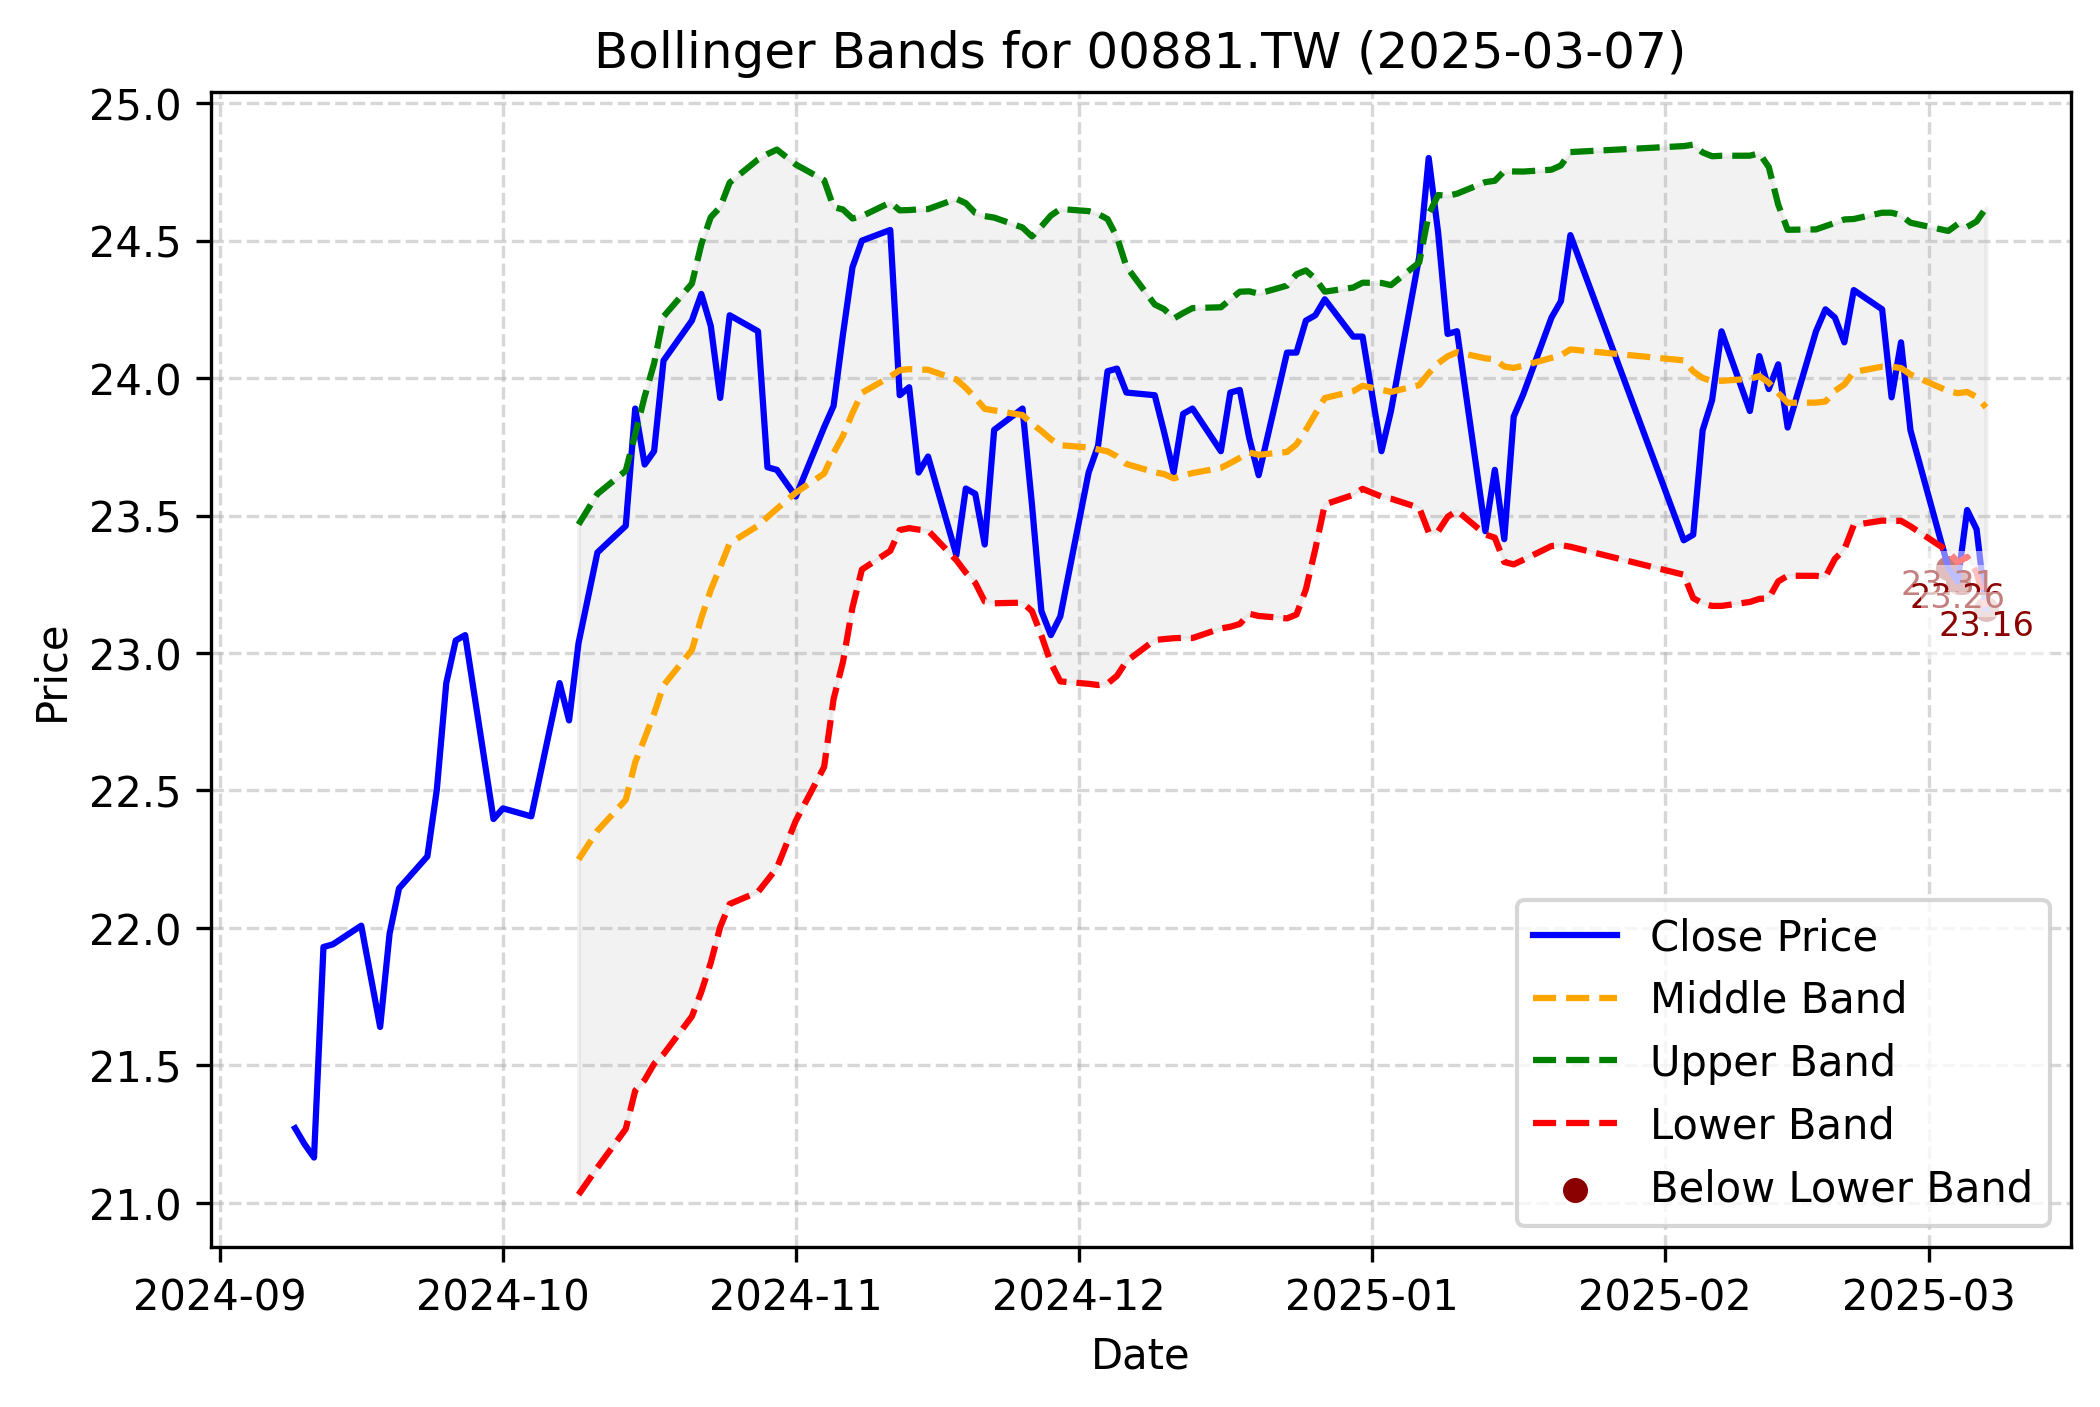 Bollinger Bands for 00881.TW (2025-03-07)
25.0
24.5
24.0
23.5
23.0
22.5
22.0
21.5
21.0
Price
23.31
23.26
23.16
Close Price
Middle Band
Upper Band
Lower Band
Below Lower Band
2024-09 2024-10 2024-11 2024-12 2025-01 2025-02 2025-03
Date